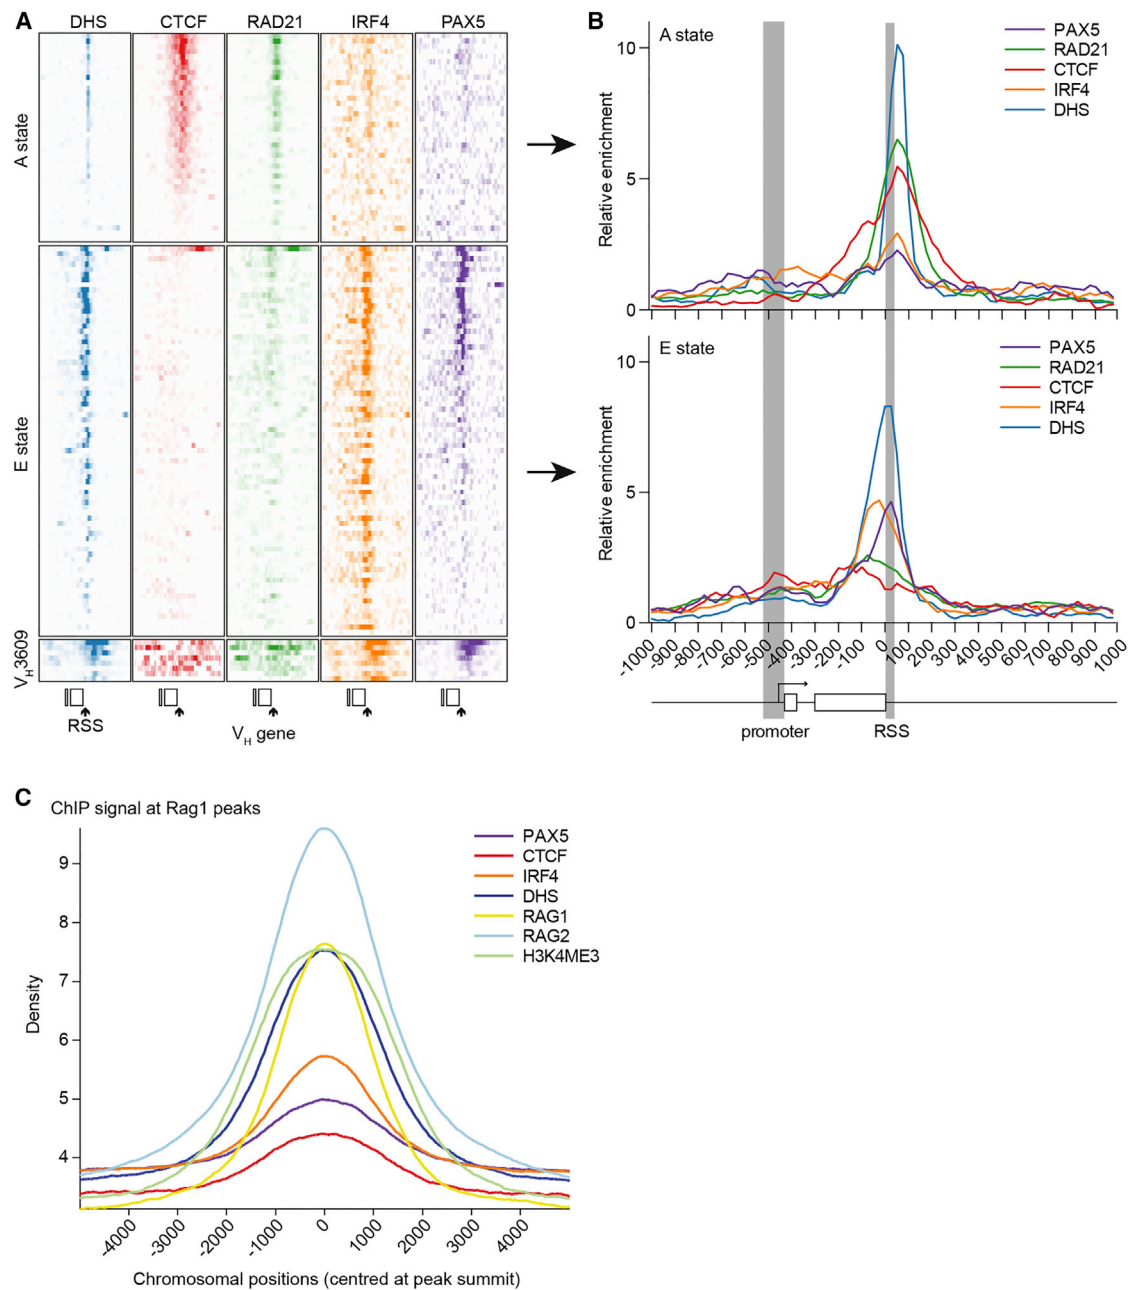 A
DHS CTCF RAD21 IRF4 PAX5
A state
E state
VH3609
RSS
VH gene
B
A state
PAX5
RAD21
CTCF
IRF4
DHS
Relative enrichment
10
5
0
E state
PAX5
RAD21
CTCF
IRF4
DHS
Relative enrichment
10
5
0
-1000 -900 -800 -700 -600 -500 -400 -300 -200 -100 0 100 200 300 400 500 600 700 800 900 1000
promoter RSS
C
ChIP signal at Rag1 peaks
PAX5
CTCF
IRF4
DHS
RAG1
RAG2
H3K4ME3
Density
9
8
7
6
5
4
-4000 -3000 -2000 -1000 0 1000 2000 3000 4000
Chromosomal positions (centred at peak summit)